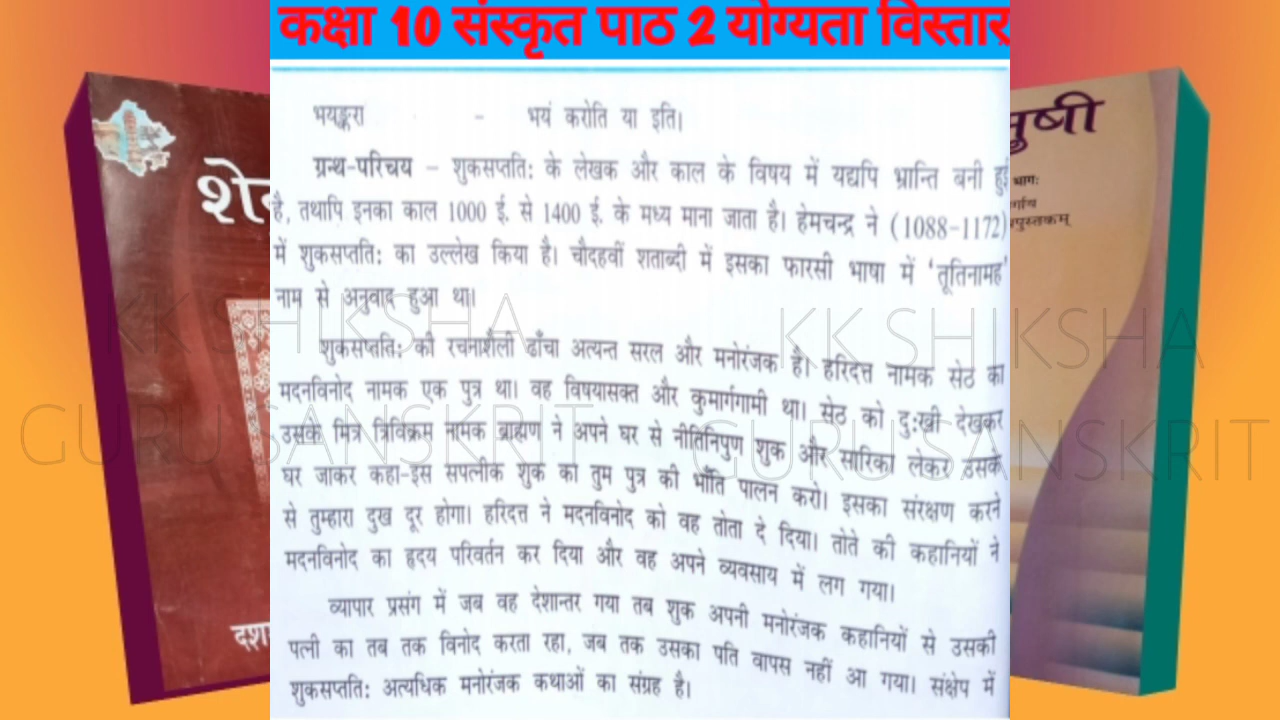 कक्षा 10 संस्कृत पाठ 2 योग्यता विस्तार
भयङ्करा - भयं करोति या इति।
ग्रन्थ-परिचय – शुकसप्ततिः के लेखक और काल के विषय में यद्यपि भ्रान्ति बनी हुई
है, तथापि इनका काल 1000 ई. से 1400 ई. के मध्य माना जाता है। हेमचन्द्र ने (1088-1172)
में शुकसप्ततिः का उल्लेख किया है। चौदहवीं शताब्दी में इसका फारसी भाषा में 'तूतिनामह'
नाम से अनुवाद हुआ था।
शुकसप्ततिः की रचनाशैली ढाँचा अत्यन्त सरल और मनोरंजक है। हरिदत्त नामक सेठ का
मदनविनोद नामक एक पुत्र था। वह विषयासक्त और कुमार्गगामी था। सेठ को दुःखी देखकर
उसके मित्र त्रिविक्रम नामक ब्राह्मण ने अपने घर से नीतिनिपुण शुक और सारिका लेकर उसके
घर जाकर कहा-इस सपत्नीक शुक का तुम पुत्र की भाँति पालन करो। इसका संरक्षण करने
से तुम्हारा दुख दूर होगा। हरिदत्त ने मदनविनोद को वह तोता दे दिया। तोते की कहानियों ने
मदनविनोद का हृदय परिवर्तन कर दिया और वह अपने व्यवसाय में लग गया।
व्यापार प्रसंग में जब वह देशान्तर गया तब शुक अपनी मनोरंजक कहानियों से उसकी
पत्नी का तब तक विनोद करता रहा, जब तक उसका पति वापस नहीं आ गया। संक्षेप में
शुकसप्ततिः अत्यधिक मनोरंजक कथाओं का संग्रह है।
KK SHIKSHA
GURU SANSKRIT
KK SHIKSHA
GURU SANSKRIT